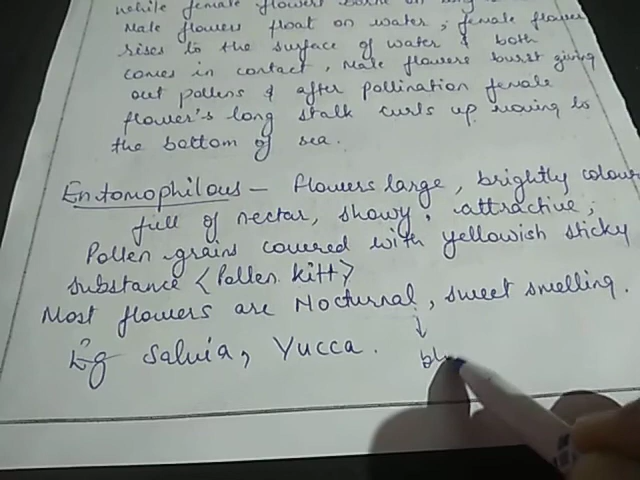 while female flowers borne on long
Male flowers float on water, female flower
rises to the surface of water & both
comes in contact, Male flowers burst giving
out pollens & after pollination female
flower's long stalk curls up moving to
the bottom of sea.
Entomophilous – flowers large, brightly colour
full of nectar, showy, attractive;
Pollen grains covered with yellowish sticky
substance <Pollen kitt>
Most flowers are Nocturnal, sweet smelling.
↓
Eg Salvia, Yucca.
bl